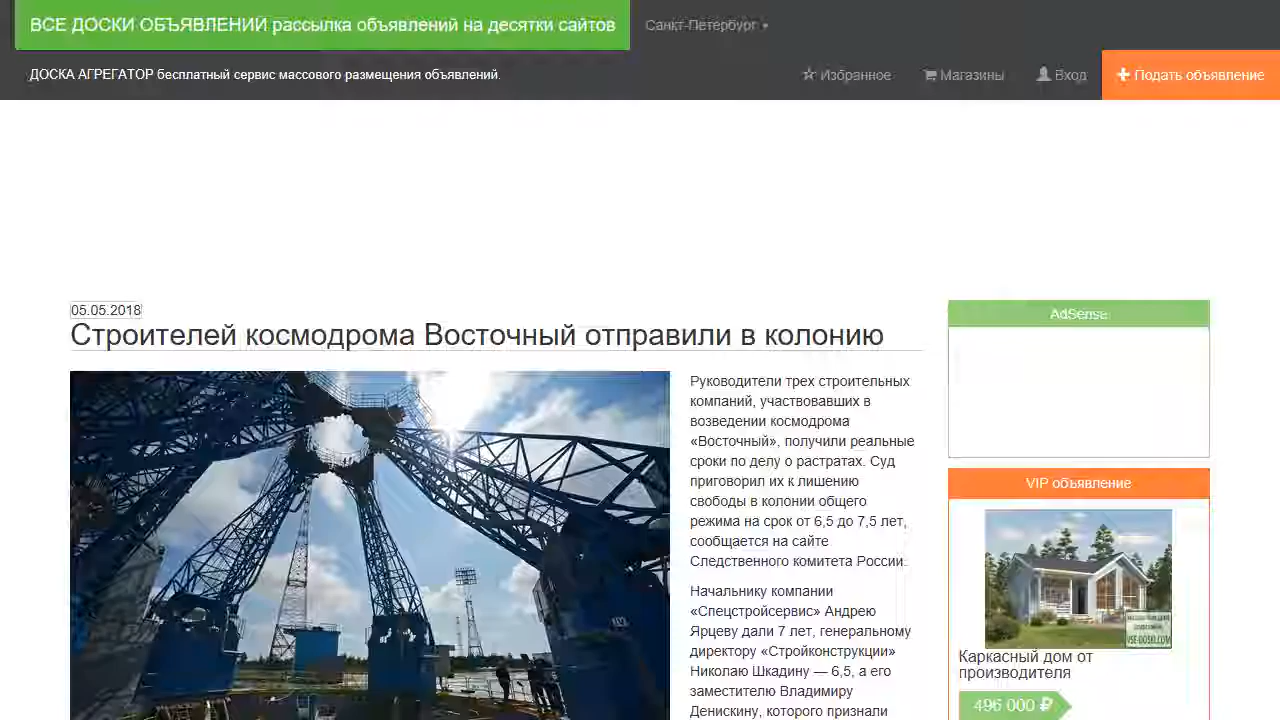 ВСЕ ДОСКИ ОБЪЯВЛЕНИЙ рассылка объявлений на десятки сайтов
Санкт-Петербург
ДОСКА АГРЕГАТОР бесплатный сервис массового размещения объявлений.
Избранное
Магазины
Вход
Подать объявление
05.05.2018
Строителей космодрома Восточный отправили в колонию
Руководители трех строительных
компаний, участвовавших в
возведении космодрома
«Восточный», получили реальные
сроки по делу о растратах. Суд
приговорил их к лишению
свободы в колонии общего
режима на срок от 6,5 до 7,5 лет,
сообщается на сайте
Следственного комитета России.
Начальнику компании
«Спецстройсервис» Андрею
Ярцеву дали 7 лет, генеральному
директору «Стройконструкции»
Николаю Шкадину — 6,5, а его
заместителю Владимиру
Денискину, которого признали
AdSense
VIP объявление
VSE-DOSKI.COM
Каркасный дом от
производителя
496 000 ₽